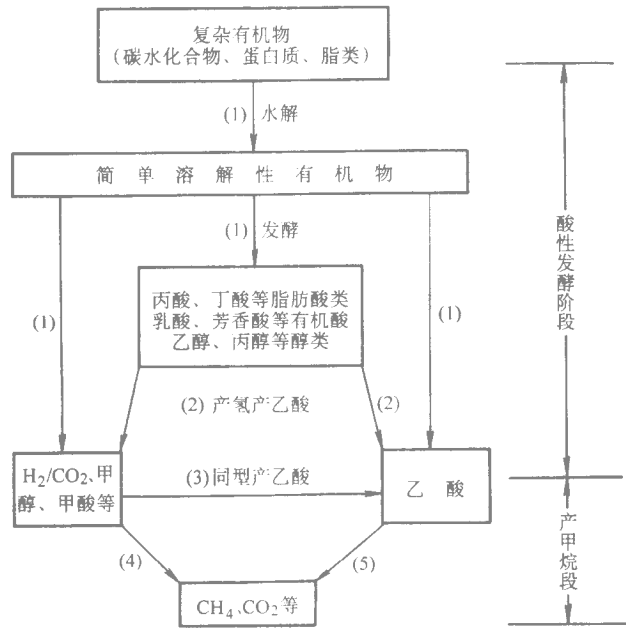 复杂有机物
(碳水化合物、蛋白质、脂类)
(1) 水解
简单溶解性有机物
(1) 发酵
丙酸、丁酸等脂肪酸类
乳酸、芳香酸等有机酸
乙醇、丙醇等醇类
(1)
(1)
(2) 产氢产乙酸
(2)
H₂/CO₂、甲
醇、甲酸等
(3)同型产乙酸
乙酸
(4)
(5)
CH₄、CO₂等
酸性发酵阶段
产甲烷段